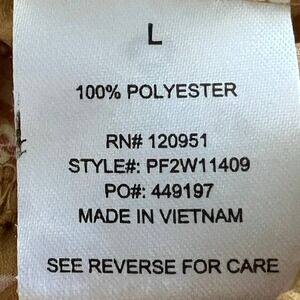 L
100% POLYESTER
RN# 120951
STYLE#: PF2W11409
PO#: 449197
MADE IN VIETNAM
SEE REVERSE FOR CARE